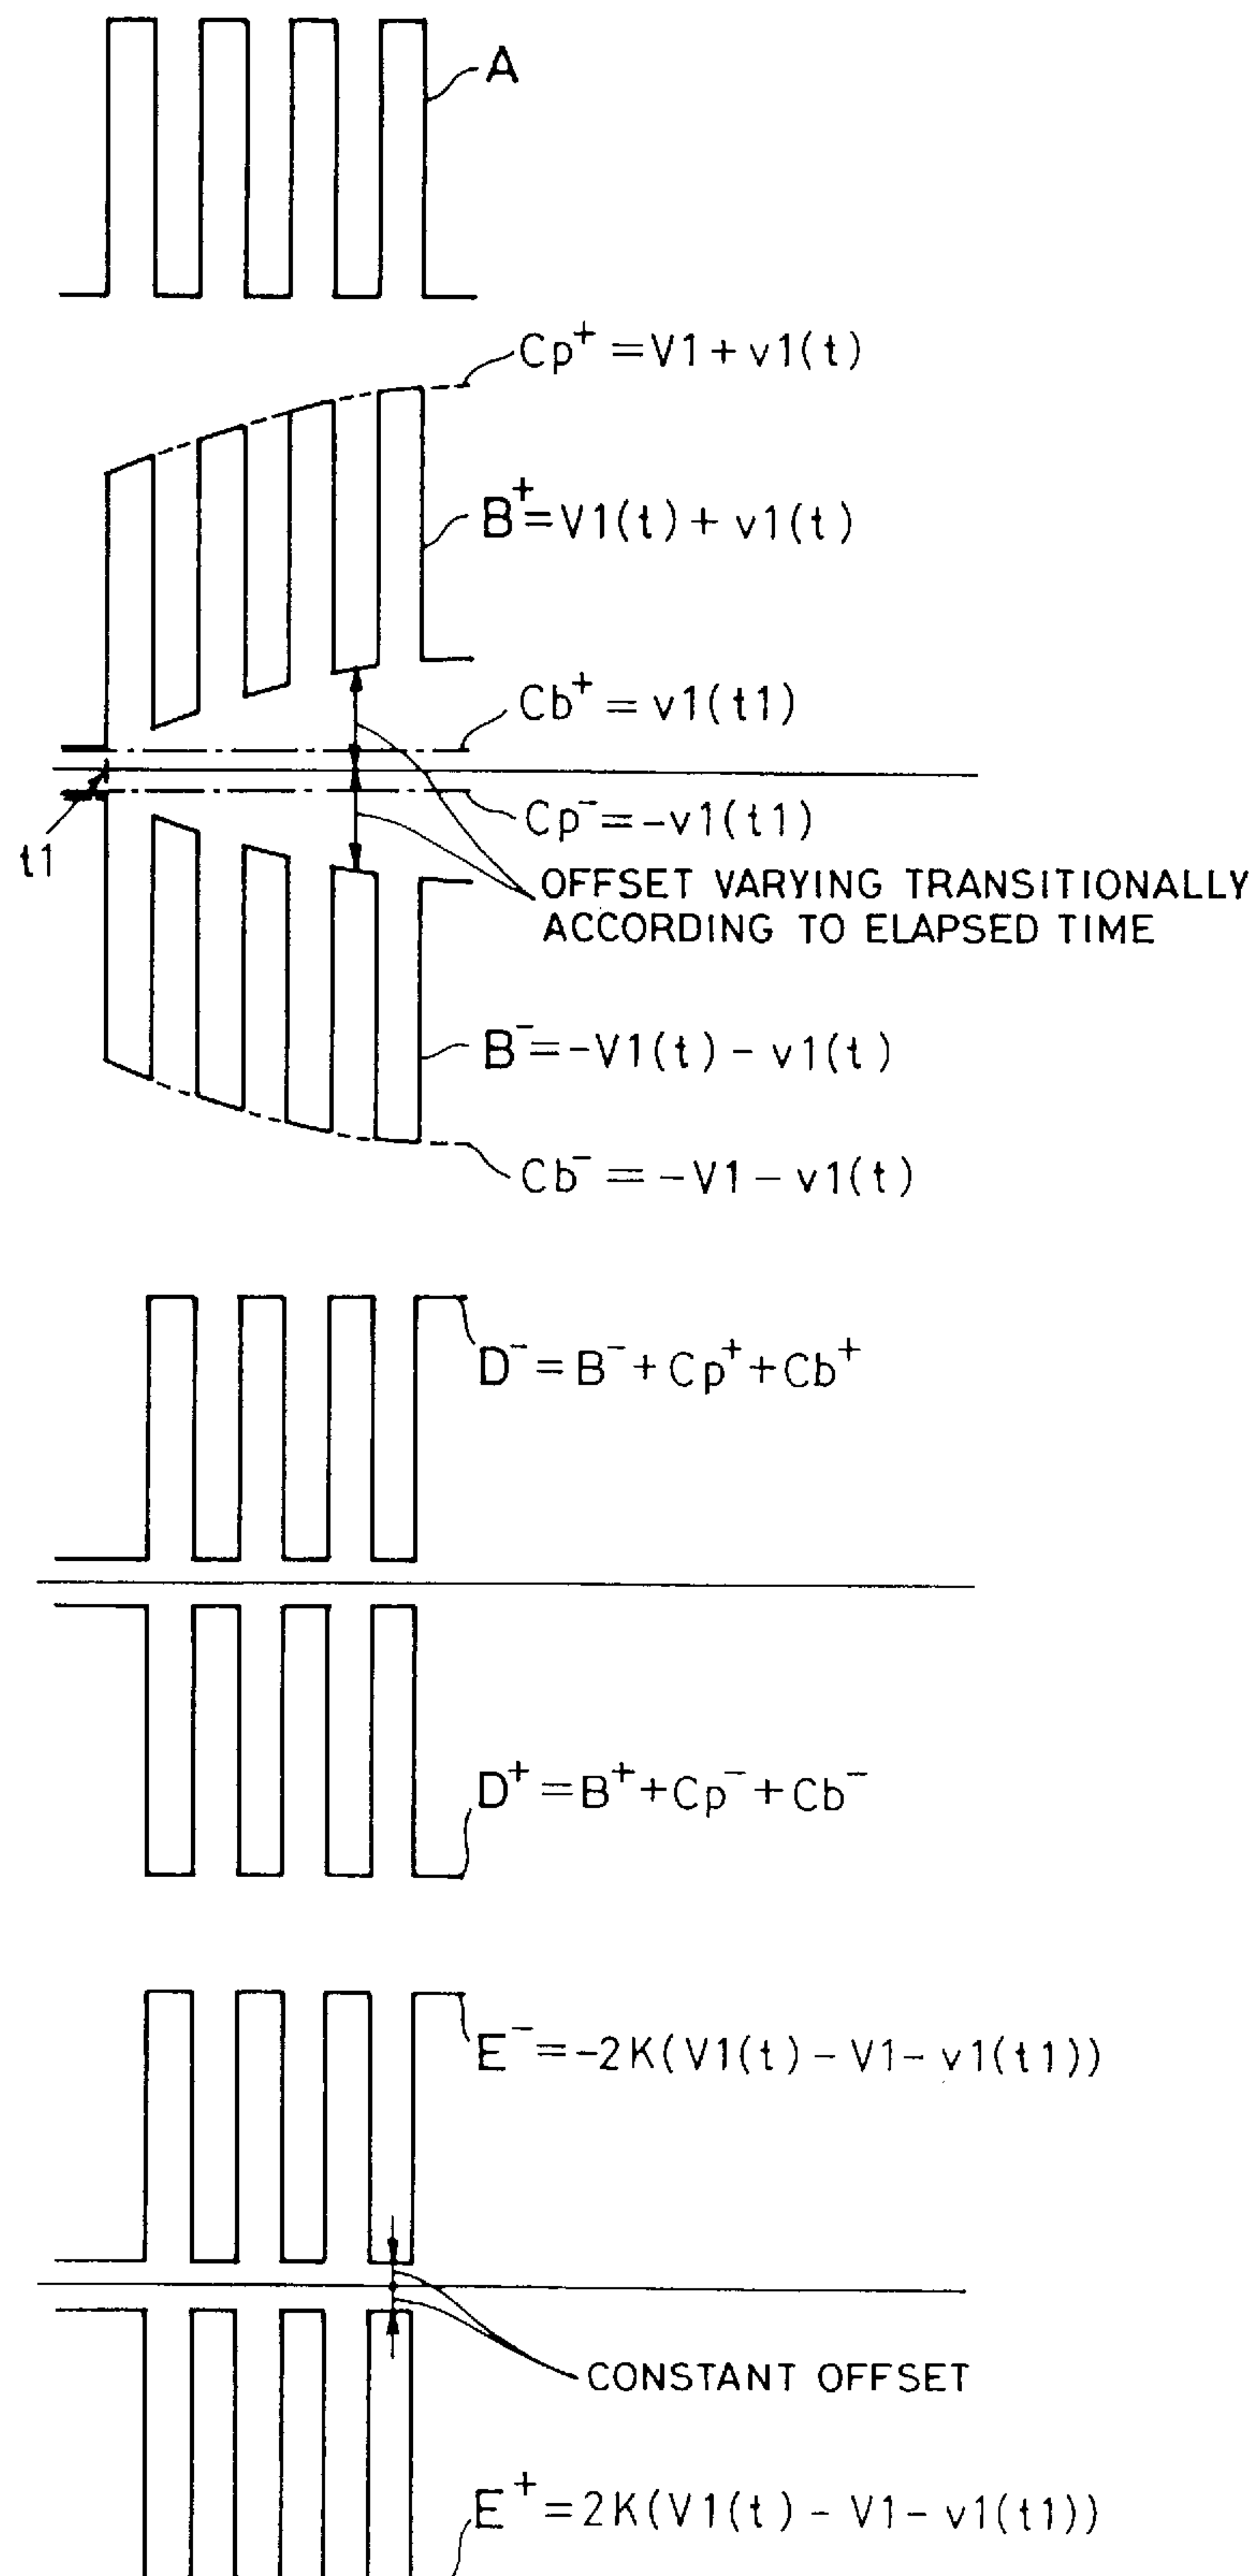 A
Cp⁺ = V1 + v1(t)
B⁺ = V1(t) + v1(t)
Cb⁺ = v1(t1)
Cp⁻ = -v1(t1)
t1
OFFSET VARYING TRANSITIONALLY
ACCORDING TO ELAPSED TIME
B⁻ = -V1(t) - v1(t)
Cb⁻ = -V1 - v1(t)
D⁻ = B⁻ + Cp⁺ + Cb⁺
D⁺ = B⁺ + Cp⁻ + Cb⁻
E⁻ = -2K(V1(t) - V1 - v1(t1))
CONSTANT OFFSET
E⁺ = 2K(V1(t) - V1 - v1(t1))